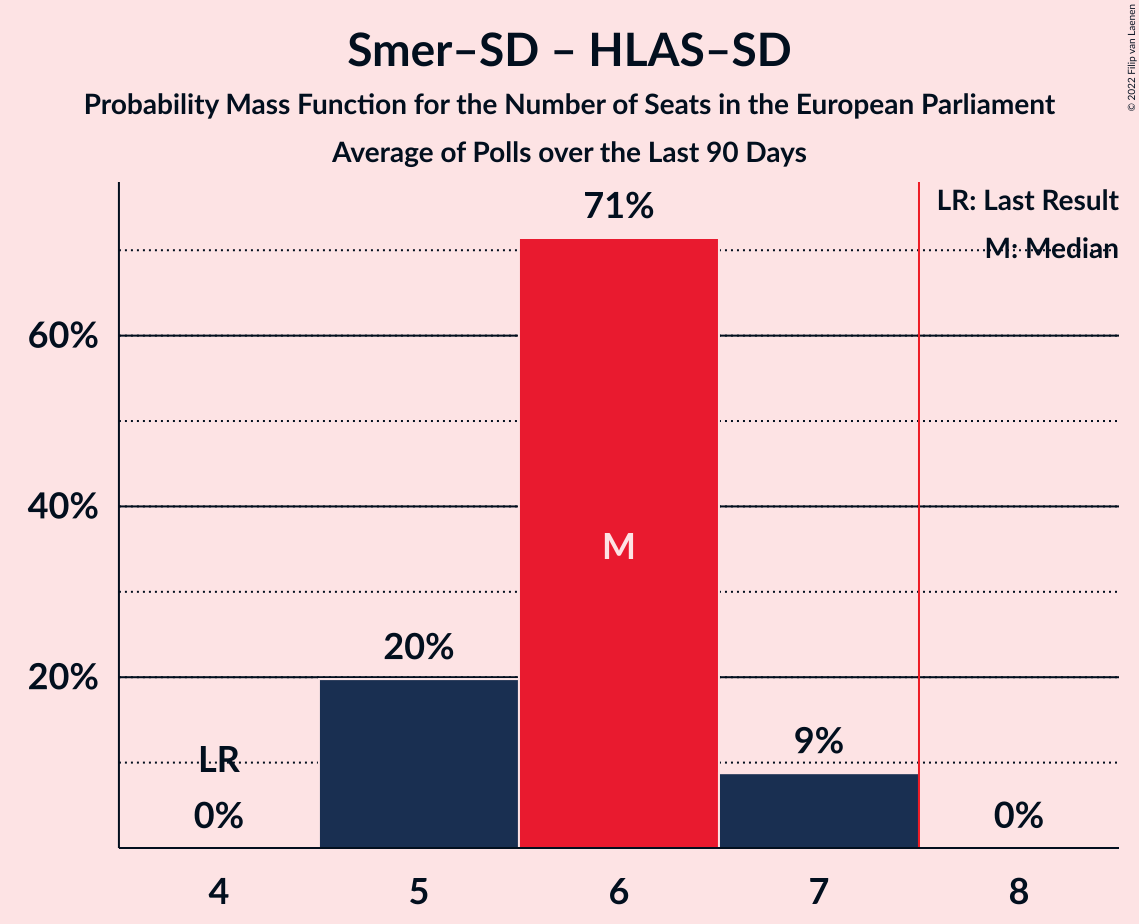 Smer–SD – HLAS–SD
Probability Mass Function for the Number of Seats in the European Parliament
Average of Polls over the Last 90 Days
© 2022 Filip van Laenen
LR: Last Result
M: Median
71%
60%
40%
M
20%
20%
9%
LR
0%
0%
4
5
6
7
8